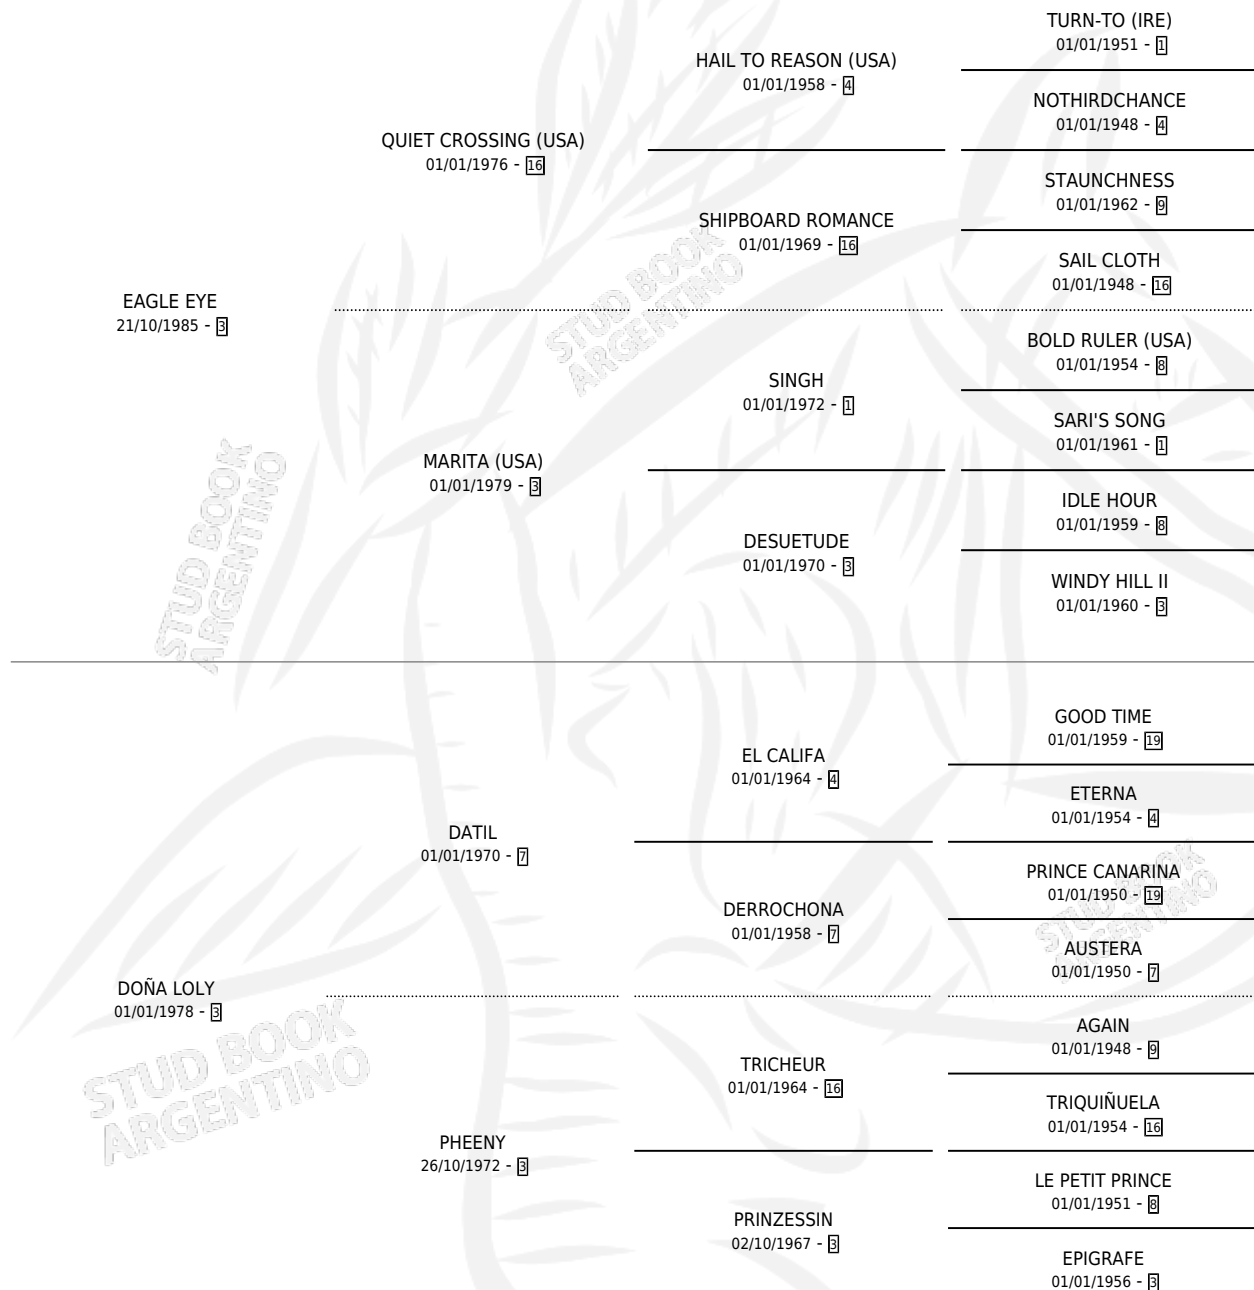 TURN-TO (IRE)
01/01/1951 - 1
HAIL TO REASON (USA)
01/01/1958 - 4
NOTHIRDCHANCE
01/01/1948 - 4
QUIET CROSSING (USA)
01/01/1976 - 16
STAUNCHNESS
01/01/1962 - 9
SHIPBOARD ROMANCE
01/01/1969 - 16
SAIL CLOTH
01/01/1948 - 16
EAGLE EYE
21/10/1985 - 3
BOLD RULER (USA)
01/01/1954 - 8
SINGH
01/01/1972 - 1
SARI'S SONG
01/01/1961 - 1
MARITA (USA)
01/01/1979 - 3
IDLE HOUR
01/01/1959 - 8
DESUETUDE
01/01/1970 - 3
WINDY HILL II
01/01/1960 - 3
GOOD TIME
01/01/1959 - 19
EL CALIFA
01/01/1964 - 4
ETERNA
01/01/1954 - 4
DATIL
01/01/1970 - 7
PRINCE CANARINA
01/01/1950 - 19
DERROCHONA
01/01/1958 - 7
AUSTERA
01/01/1950 - 7
DOÑA LOLY
01/01/1978 - 3
AGAIN
01/01/1948 - 9
TRICHEUR
01/01/1964 - 16
TRIQUIÑUELA
01/01/1954 - 16
PHEENY
26/10/1972 - 3
LE PETIT PRINCE
01/01/1951 - 8
PRINZESSIN
02/10/1967 - 3
EPIGRAFE
01/01/1956 - 3
STUD BOOK
ARGENTINO
STUD BOOK
ARGENTINO
STUD BOOK
ARGENTINO
STUD BOOK
ARGENTINO